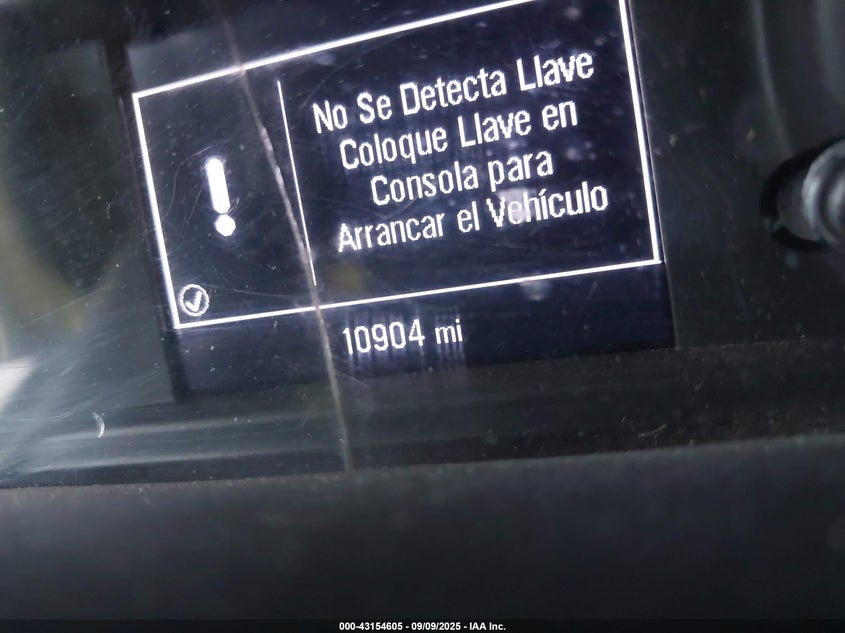 No Se Detecta Llave
Coloque Llave en
Consola para
Arrancar el Vehículo
10904 mi
000-43154605 - 09/09/2025 - IAA Inc.